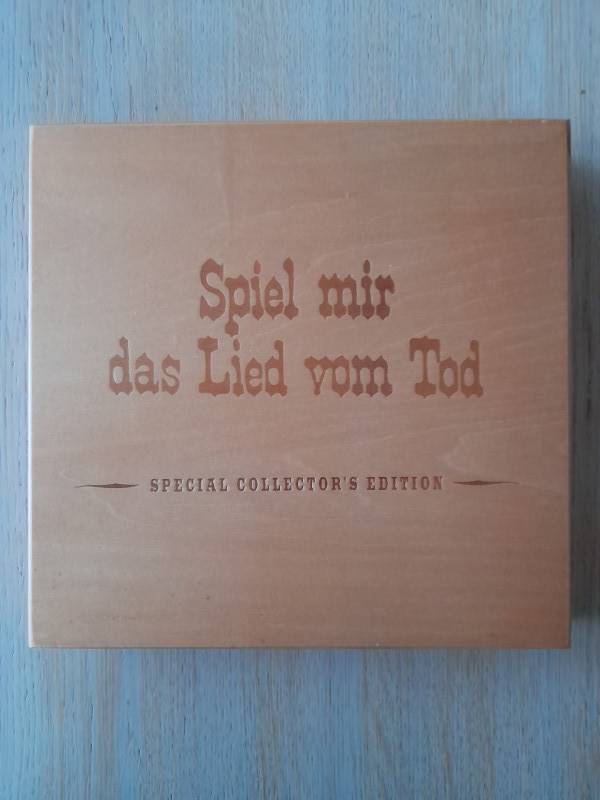 Spiel mir
das Lied vom Tod
SPECIAL COLLECTOR'S EDITION